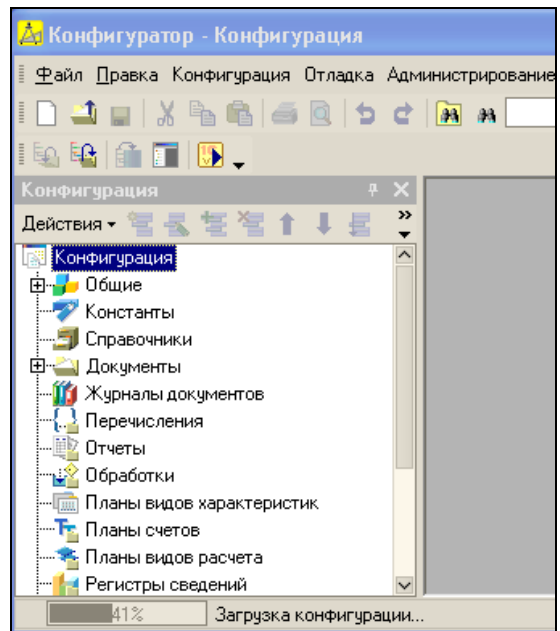 Конфигуратор - Конфигурация
Файл Правка Конфигурация Отладка Администрирование
Конфигурация
Действия
Конфигурация
Общие
Константы
Справочники
Документы
Журналы документов
Перечисления
Отчеты
Обработки
Планы видов характеристик
Планы счетов
Планы видов расчета
Регистры сведений
41% Загрузка конфигурации...